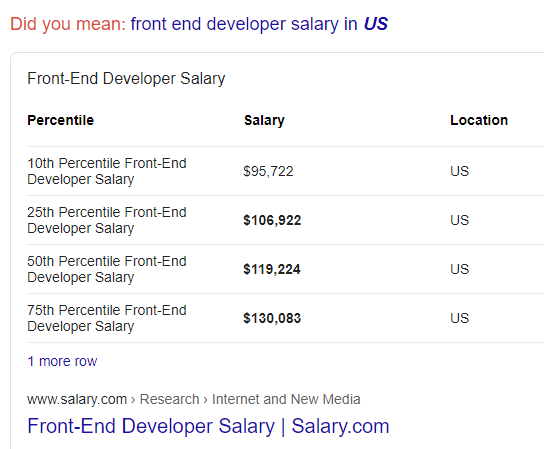 Did you mean: front end developer salary in US
Front-End Developer Salary
Percentile Salary Location
10th Percentile Front-End
Developer Salary $95,722 US
25th Percentile Front-End
Developer Salary $106,922 US
50th Percentile Front-End
Developer Salary $119,224 US
75th Percentile Front-End
Developer Salary $130,083 US
1 more row
www.salary.com › Research › Internet and New Media
Front-End Developer Salary | Salary.com